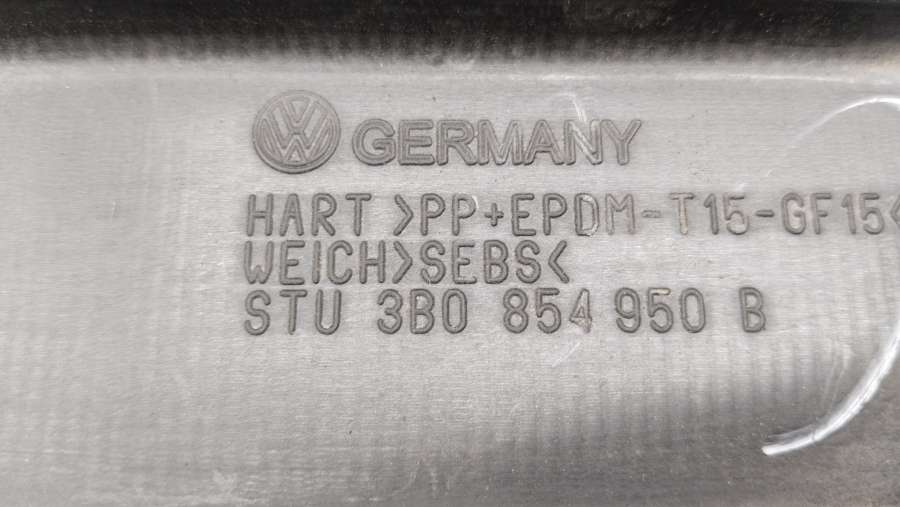 GERMANY
HART >PP+EPDM-T15-GF15<
WEICH>SEBS<
STU 3B0 854 950 B